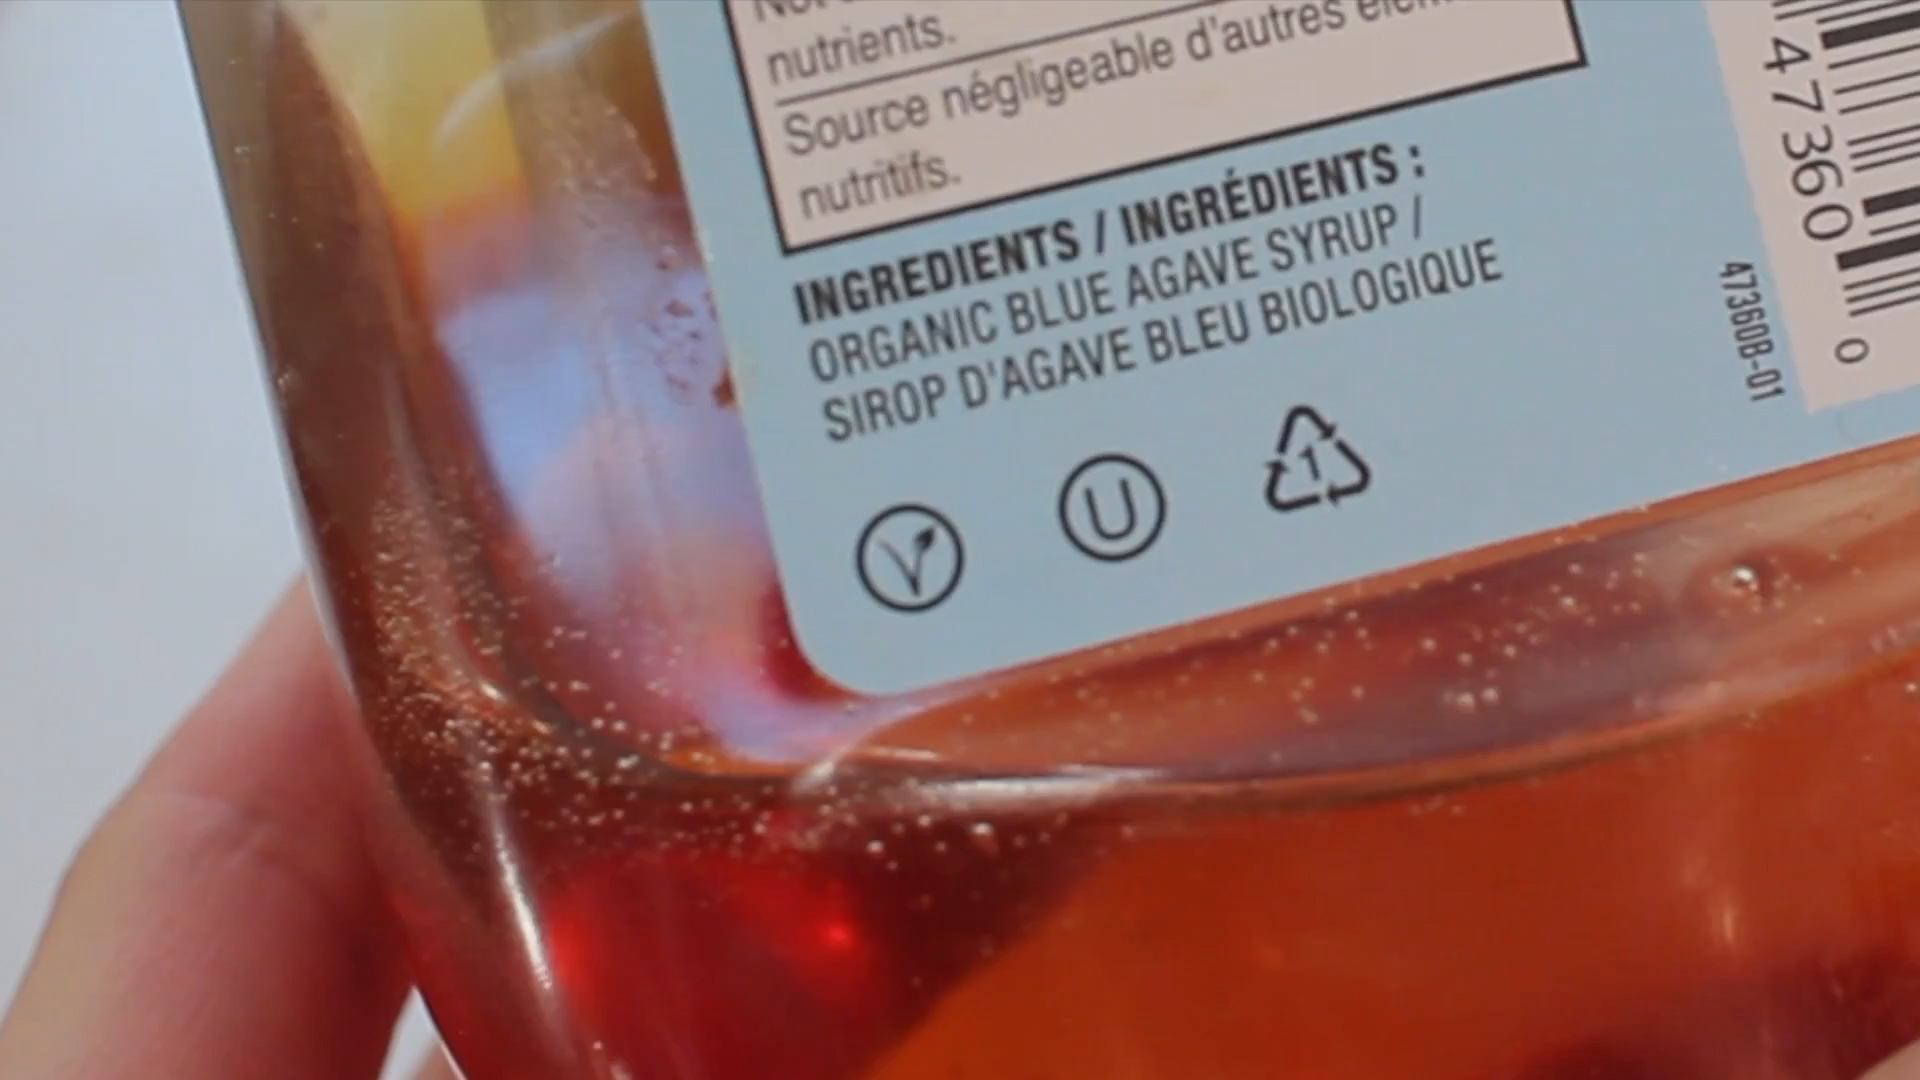 nutrients.
Source négligeable d'autres
nutritifs.
INGREDIENTS / INGRÉDIENTS :
ORGANIC BLUE AGAVE SYRUP /
SIROP D'AGAVE BLEU BIOLOGIQUE
V
U
1
47360
0
47360B-01